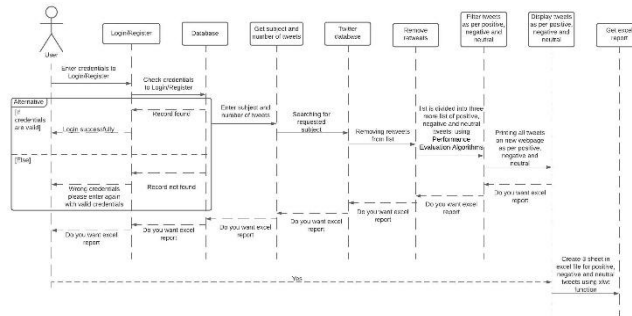 Login/Register
Database
Get subject and
number of tweets
Twitter
database
Remove
retweets
Filter tweets
as per positive,
negative and
neutral
Display tweets
as per positive,
negative and
neutral
Get excel
report
User
Enter credentials to
Login/Register
Check credentials
to Login/Register
Alternative
[If
credentials
are valid]
Record found
Login successfully
Enter subject and
number of tweets
Searching for
requested
subject
Removing retweets
from list
list is divided into three
more list of positive,
negative and neutral
tweets using
Performance
Evaluation Algorithms
Printing all tweets
on new webpage
as per positive,
negative and
neutral
[Else]
Record not found
Wrong credentials
please enter again
with valid credentials
Do you want excel
report
Do you want excel
report
Do you want excel
report
Do you want excel
report
Do you want excel
report
Do you want excel
report
Do you want excel
report
Yes
Create 3 sheet in
excel file for positive,
negative and neutral
tweets using xlwt
function